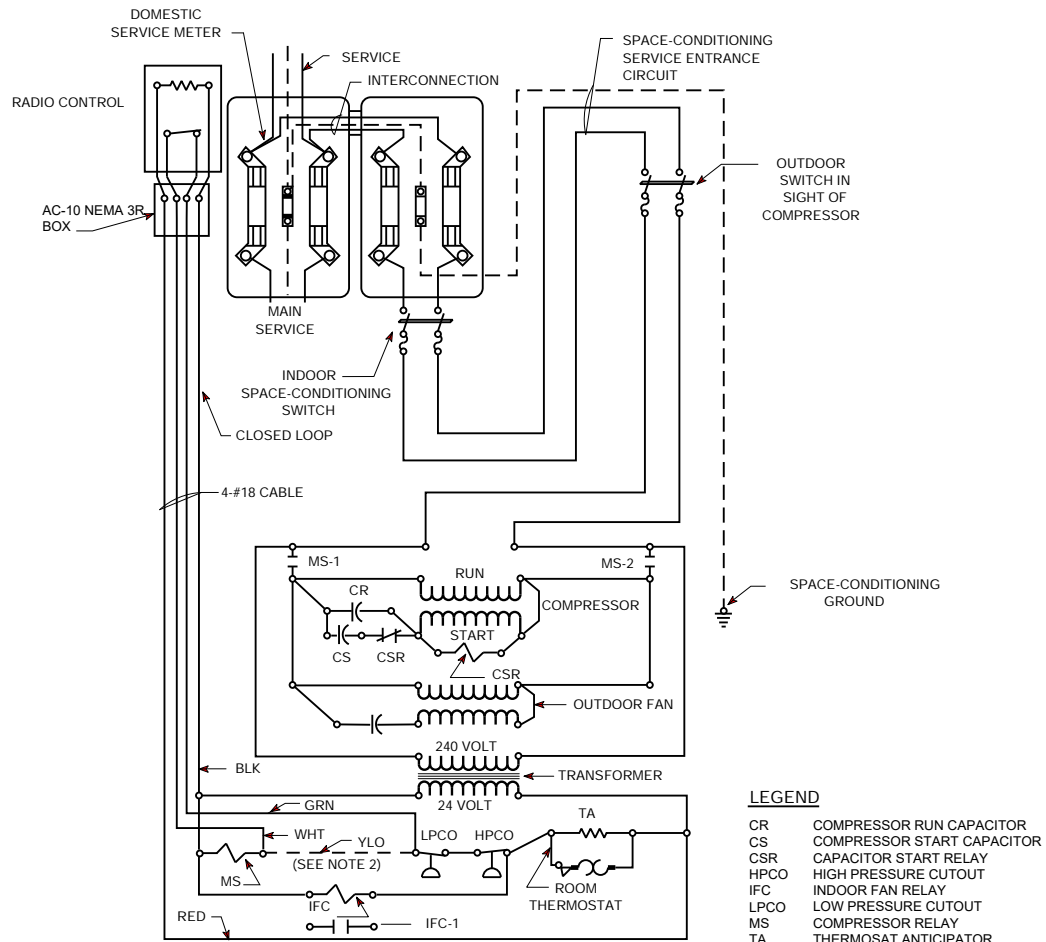 DOMESTIC
SERVICE METER
SERVICE
INTERCONNECTION
SPACE-CONDITIONING
SERVICE ENTRANCE
CIRCUIT
RADIO CONTROL
OUTDOOR
SWITCH IN
SIGHT OF
COMPRESSOR
AC-10 NEMA 3R
BOX
MAIN
SERVICE
INDOOR
SPACE-CONDITIONING
SWITCH
CLOSED LOOP
4-#18 CABLE
MS-1
RUN
MS-2
CR
COMPRESSOR
SPACE-CONDITIONING
GROUND
START
CS
CSR
CSR
OUTDOOR FAN
240 VOLT
BLK
TRANSFORMER
24 VOLT
GRN
TA
WHT
YLO
LPCO
HPCO
(SEE NOTE 2)
MS
ROOM
THERMOSTAT
IFC
IFC-1
RED
LEGEND
CR COMPRESSOR RUN CAPACITOR
CS COMPRESSOR START CAPACITOR
CSR CAPACITOR START RELAY
HPCO HIGH PRESSURE CUTOUT
IFC INDOOR FAN RELAY
LPCO LOW PRESSURE CUTOUT
MS COMPRESSOR RELAY
TA THERMOSAT ANTICIPATOR